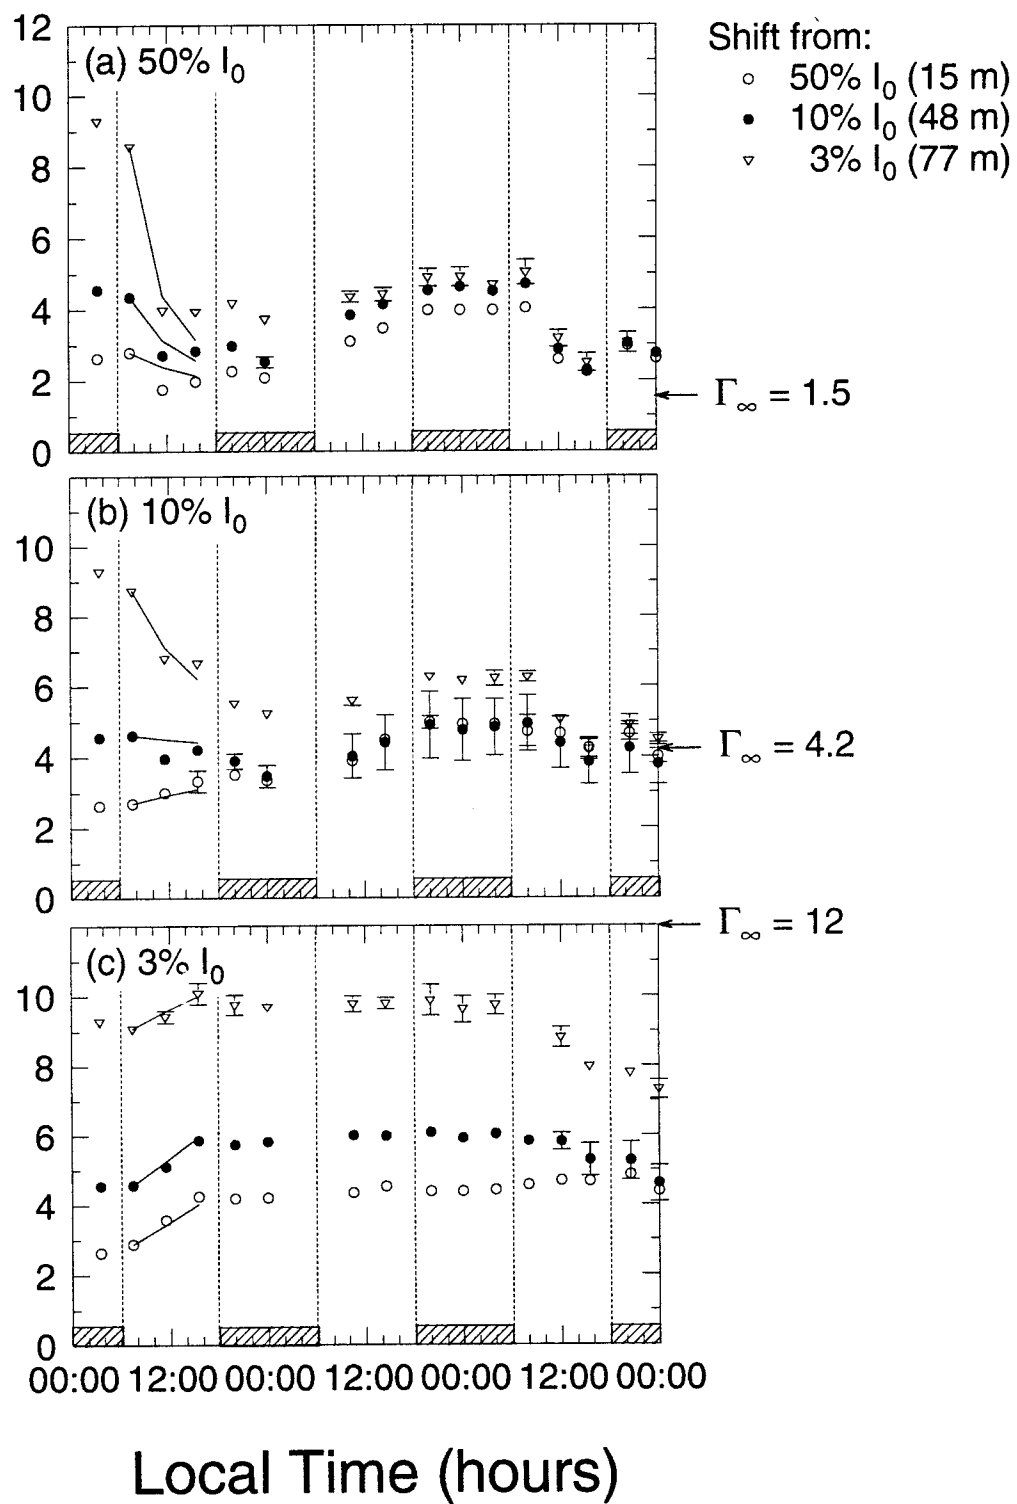 Shift from:
50% I0 (15 m)
10% I0 (48 m)
3% I0 (77 m)
12
(a) 50% I0
10
8
6
4
2
0
Γ∞ = 1.5
(b) 10% I0
10
8
6
4
2
0
Γ∞ = 4.2
Γ∞ = 12
(c) 3% I0
10
8
6
4
2
0
00:00 12:00 00:00 12:00 00:00 12:00 00:00
Local Time (hours)